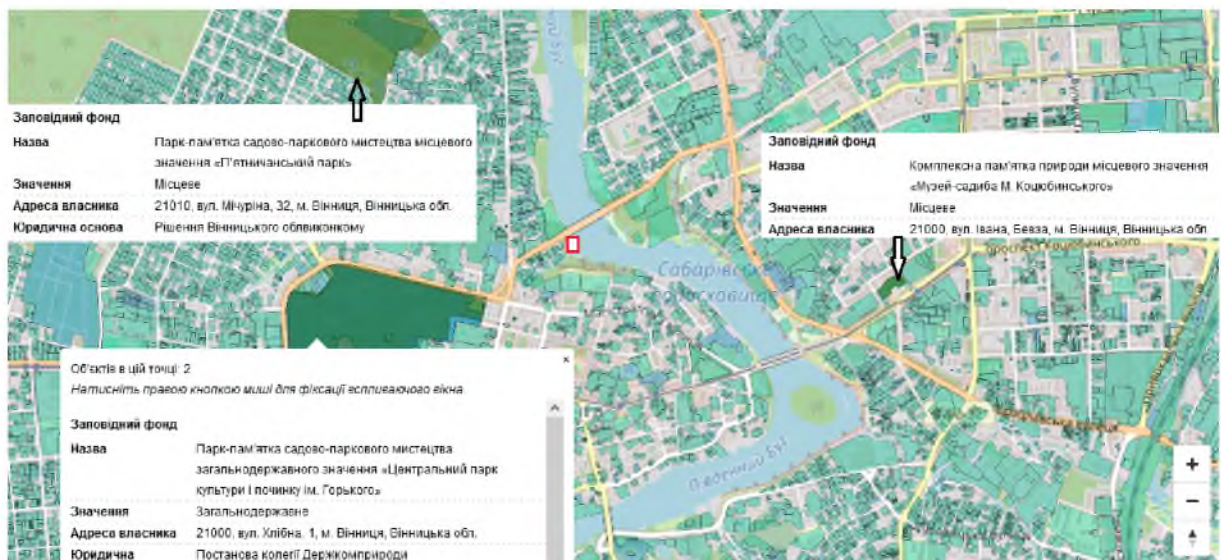 Заповідний фонд
Назва Парк-пам'ятка садово-паркового мистецтва місцевого
значення «П'ятничанський парк»
Значення Місцеве
Адреса власника 21010, вул. Мічуріна, 32, м. Вінниця, Вінницька обл.
Юридична основа Рішення Вінницького облвиконкому
Заповідний фонд
Назва Комплексна пам'ятка природи місцевого значення
«Музей-садиба М. Коцюбинського»
Значення Місцеве
Адреса власника 21000, вул. Івана, Бевза, м. Вінниця, Вінницька обл
проспект Коцюбинського
Сабарівське
водосховище
Об'єктів в цій точці: 2
×
Натисніть правою кнопкою миші для фіксації вспливаючого вікна
Заповідний фонд
Назва Парк-пам'ятка садово-паркового мистецтва
загальнодержавного значення «Центральний парк
культури і починку ім. Горького»
Значення Загальнодержавне
Адреса власника 21000, вул. Хлібна, 1, м. Вінниця, Вінницька обл.
Юридична Постанова колегії Держкомприроди
Південний Буг
+
−